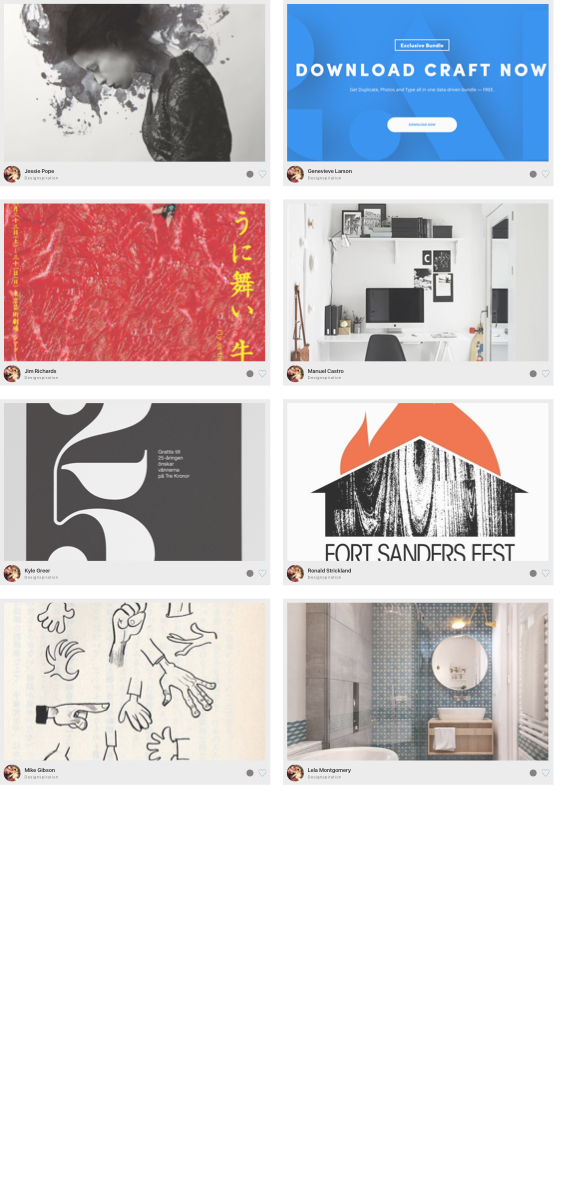 Jessie Pope
Designspiration
Exclusive Bundle
DOWNLOAD CRAFT NOW
Get Duplicate, Photos and Type all in one data driven bundle — FREE.
DOWNLOAD NOW
Genevieve Larson
Designspiration
うに舞い 牛
Jim Richards
Designspiration
C
Manuel Castro
Designspiration
25
Grattis till
25-åringen
önskar
vännerna
på Tre Kronor
Kyle Greer
Designspiration
FORT SANDERS FEST
Ronald Strickland
Designspiration
Mike Gibson
Designspiration
Lela Montgomery
Designspiration